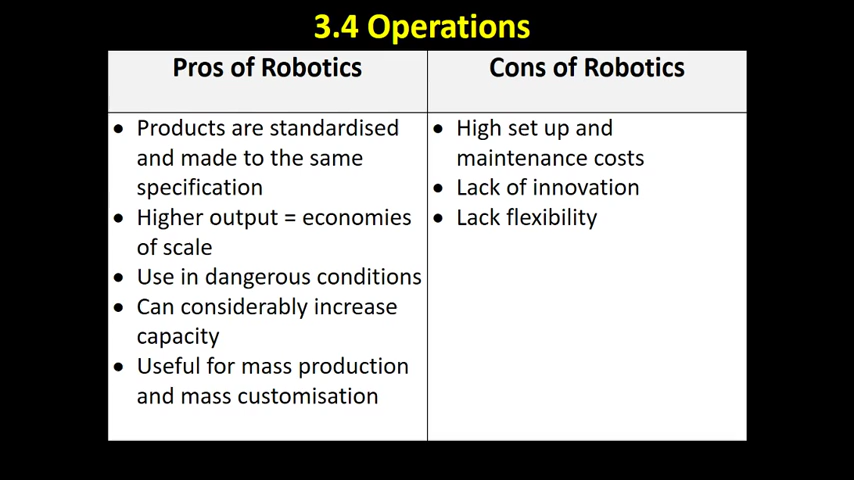 3.4 Operations
Pros of Robotics
• Products are standardised
and made to the same
specification
• Higher output = economies
of scale
• Use in dangerous conditions
• Can considerably increase
capacity
• Useful for mass production
and mass customisation
Cons of Robotics
• High set up and
maintenance costs
• Lack of innovation
• Lack flexibility